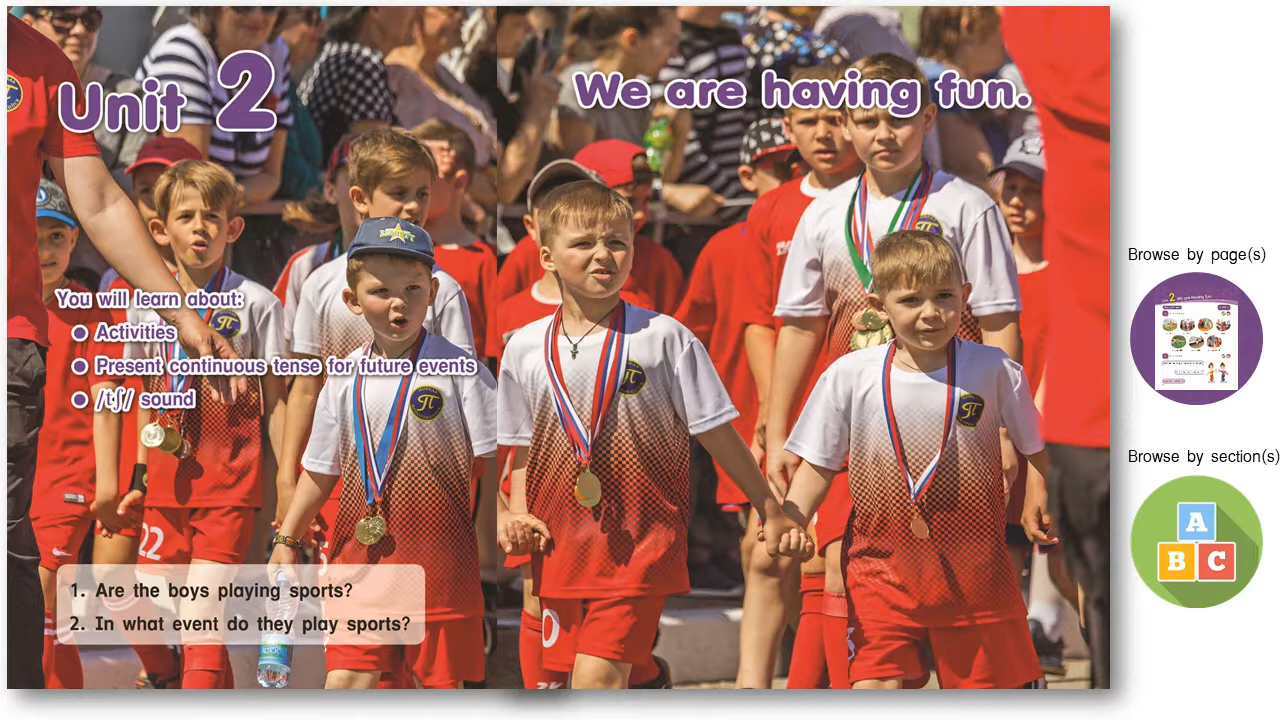 Unit 2
We are having fun.
You will learn about:
● Activities
● Present continuous tense for future events
● /tʃ/ sound
1. Are the boys playing sports?
2. In what event do they play sports?
22
Browse by page(s)
Browse by section(s)
A
B C